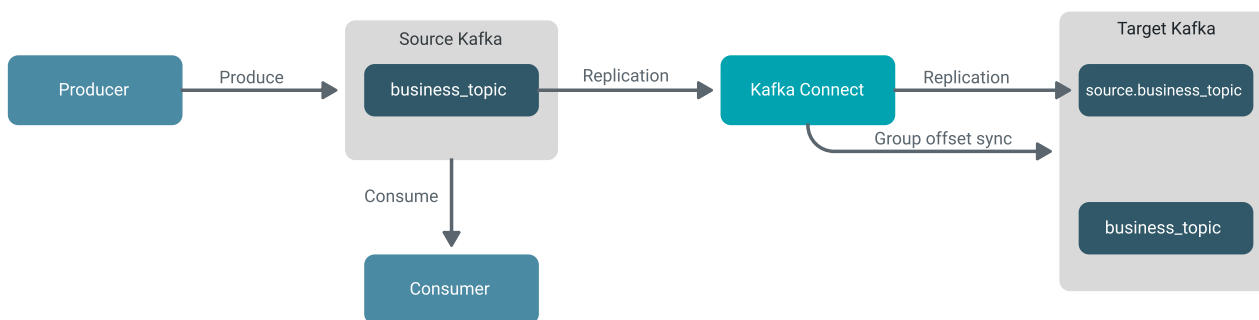 Producer
Produce
Source Kafka
business_topic
Replication
Kafka Connect
Replication
Group offset sync
Target Kafka
source.business_topic
business_topic
Consume
Consumer